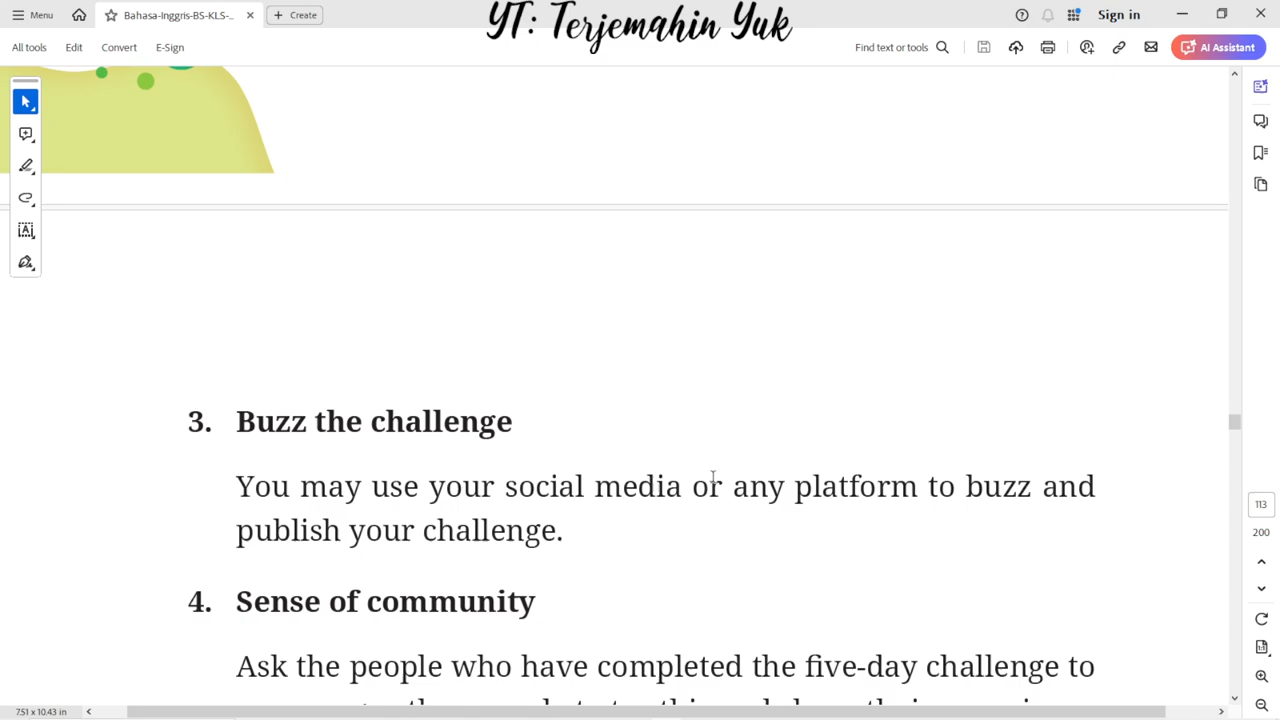 Menu
Bahasa-Inggris-BS-KLS-...
Create
YT: Terjemahin Yuk
Sign in
All tools
Edit
Convert
E-Sign
Find text or tools
AI Assistant
3. Buzz the challenge
You may use your social media or any platform to buzz and
publish your challenge.
4. Sense of community
Ask the people who have completed the five-day challenge to
113
200
7.51 x 10.43 in